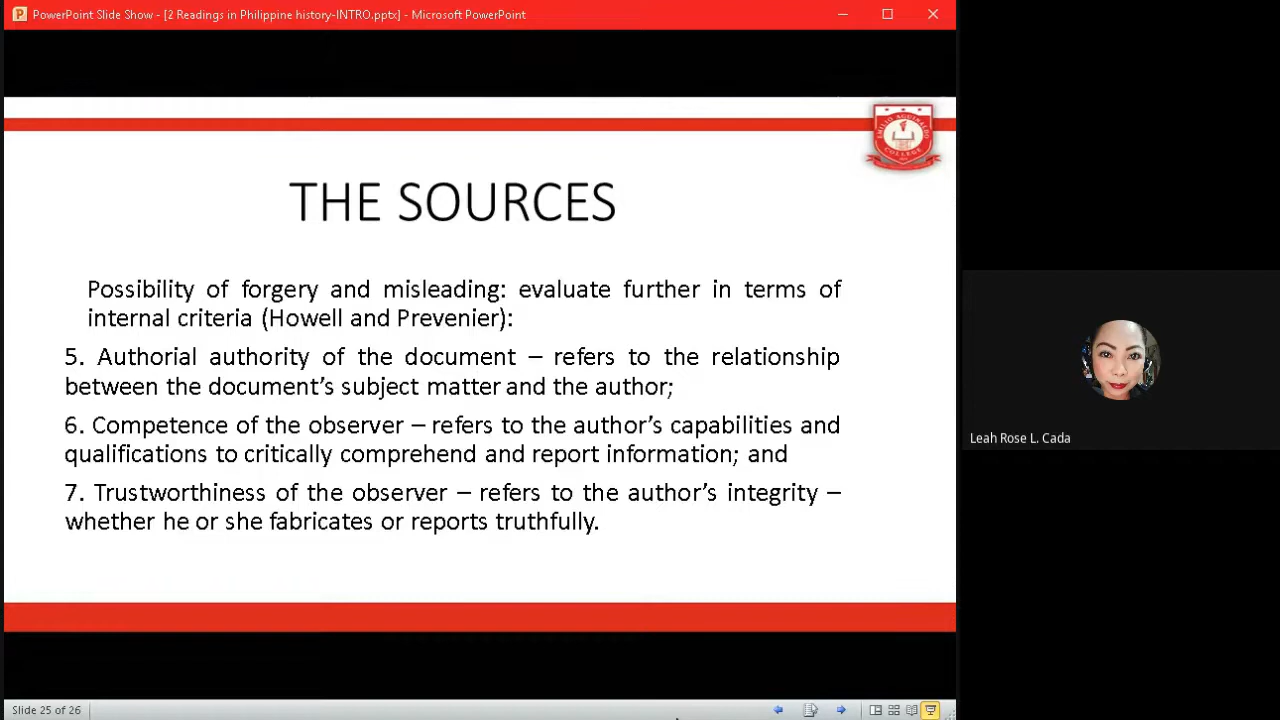 PowerPoint Slide Show - [2 Readings in Philippine history-INTRO.pptx] - Microsoft PowerPoint
EMILIO AGUINALDO
COLLEGE
THE SOURCES
Possibility of forgery and misleading: evaluate further in terms of
internal criteria (Howell and Prevenier):
5. Authorial authority of the document – refers to the relationship
between the document’s subject matter and the author;
6. Competence of the observer – refers to the author’s capabilities and
qualifications to critically comprehend and report information; and
7. Trustworthiness of the observer – refers to the author’s integrity –
whether he or she fabricates or reports truthfully.
Leah Rose L. Cada
Slide 25 of 26